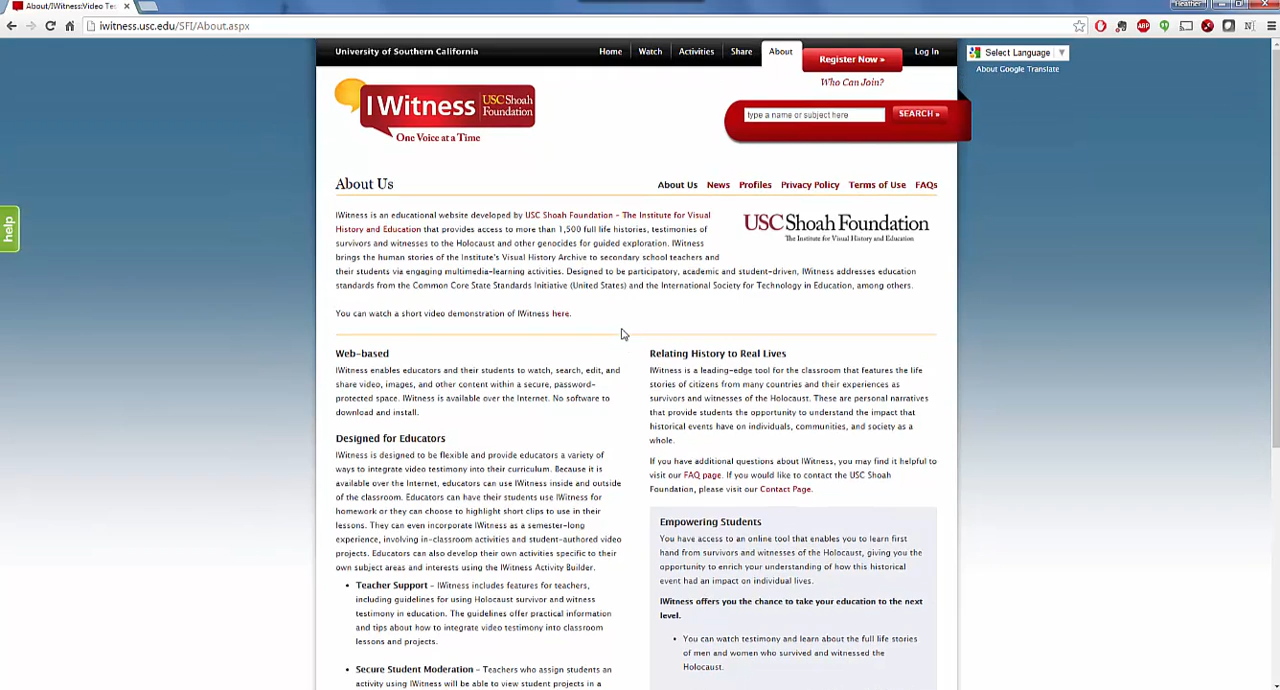 About/IWitness:Video Tes
Heather
iwitness.usc.edu/SFI/About.aspx
ABP
University of Southern California
Home
Watch
Activities
Share
About
Register Now »
Log In
Select Language
About Google Translate
Who Can Join?
IWitness
USC Shoah
Foundation
One Voice at a Time
type a name or subject here
SEARCH »
help
About Us
About Us
News
Profiles
Privacy Policy
Terms of Use
FAQs
IWitness is an educational website developed by USC Shoah Foundation - The Institute for Visual
History and Education that provides access to more than 1,500 full life histories, testimonies of
survivors and witnesses to the Holocaust and other genocides for guided exploration. IWitness
brings the human stories of the Institute's Visual History Archive to secondary school teachers and
their students via engaging multimedia-learning activities. Designed to be participatory, academic and student-driven, IWitness addresses education
standards from the Common Core State Standards Initiative (United States) and the International Society for Technology in Education, among others.
USC Shoah Foundation
The Institute for Visual History and Education
You can watch a short video demonstration of IWitness here.
Web-based
IWitness enables educators and their students to watch, search, edit, and
share video, images, and other content within a secure, password-
protected space. IWitness is available over the Internet. No software to
download and install.
Designed for Educators
IWitness is designed to be flexible and provide educators a variety of
ways to integrate video testimony into their curriculum. Because it is
available over the Internet, educators can use IWitness inside and outside
of the classroom. Educators can have their students use IWitness for
homework or they can choose to highlight short clips to use in their
lessons. They can even incorporate IWitness as a semester-long
experience, involving in-classroom activities and student-authored video
projects. Educators can also develop their own activities specific to their
own subject areas and interests using the IWitness Activity Builder.
• Teacher Support - IWitness includes features for teachers,
including guidelines for using Holocaust survivor and witness
testimony in education. The guidelines offer practical information
and tips about how to integrate video testimony into classroom
lessons and projects.
• Secure Student Moderation - Teachers who assign students an
activity using IWitness will be able to view student projects in a
Relating History to Real Lives
IWitness is a leading-edge tool for the classroom that features the life
stories of citizens from many countries and their experiences as
survivors and witnesses of the Holocaust. These are personal narratives
that provide students the opportunity to understand the impact that
historical events have on individuals, communities, and society as a
whole.
If you have additional questions about IWitness, you may find it helpful to
visit our FAQ page. If you would like to contact the USC Shoah
Foundation, please visit our Contact Page.
Empowering Students
You have access to an online tool that enables you to learn first
hand from survivors and witnesses of the Holocaust, giving you the
opportunity to enrich your understanding of how this historical
event had an impact on individual lives.
IWitness offers you the chance to take your education to the next
level.
• You can watch testimony and learn about the full life stories
of men and women who survived and witnessed the
Holocaust.